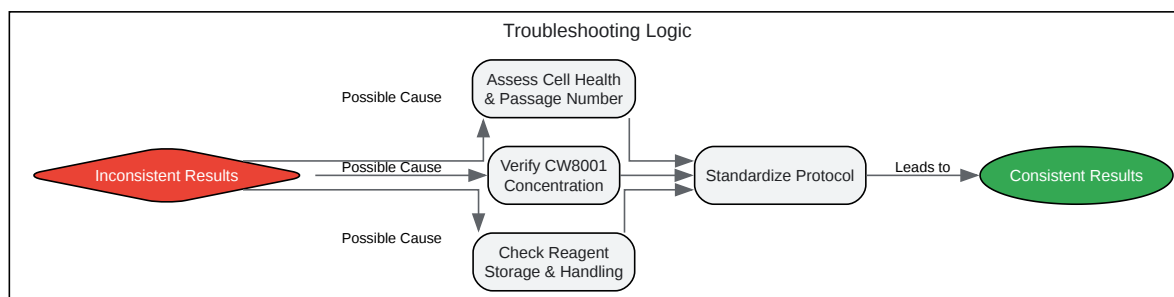 Troubleshooting Logic
Assess Cell Health
& Passage Number
Possible Cause
Inconsistent Results
Possible Cause
Verify CW8001
Concentration
Standardize Protocol
Leads to
Consistent Results
Possible Cause
Check Reagent
Storage & Handling